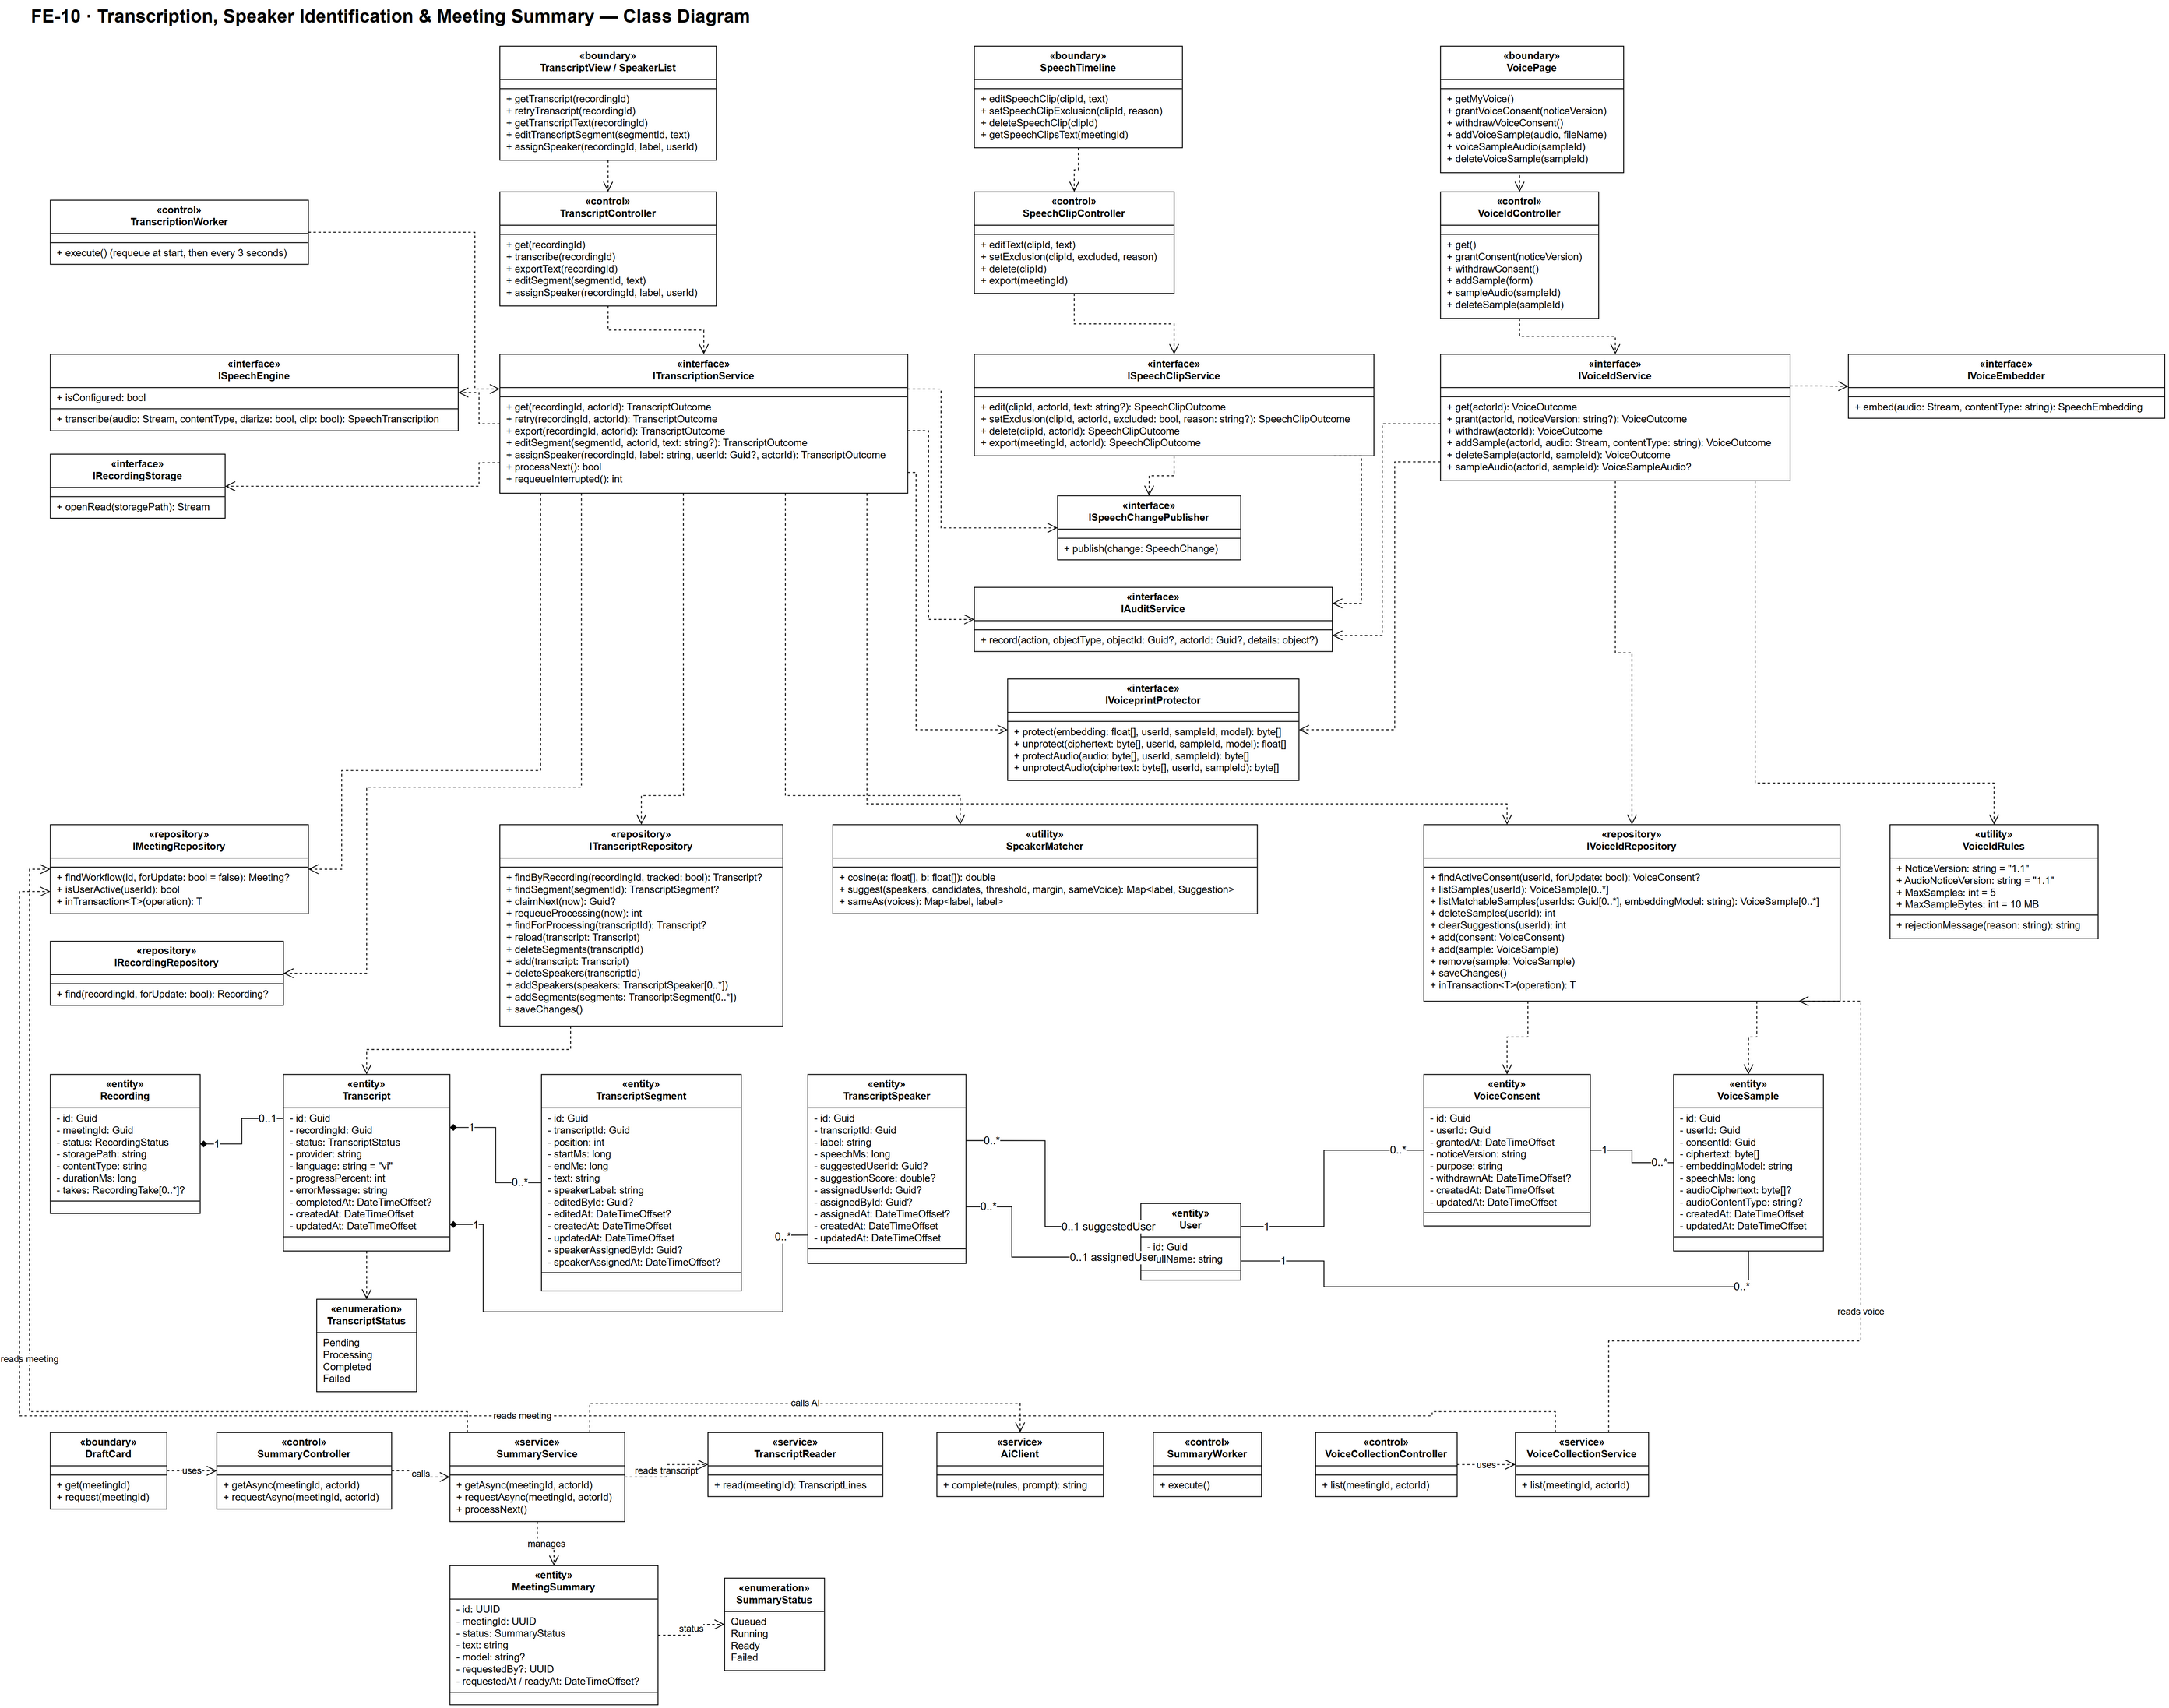 FE-10 · Transcription, Speaker Identification & Meeting Summary — Class Diagram
«boundary»
TranscriptView / SpeakerList
+ getTranscript(recordingId)
+ retryTranscript(recordingId)
+ getTranscriptText(recordingId)
+ editTranscriptSegment(segmentId, text)
+ assignSpeaker(recordingId, label, userId)
«boundary»
SpeechTimeline
+ editSpeechClip(clipId, text)
+ setSpeechClipExclusion(clipId, reason)
+ deleteSpeechClip(clipId)
+ getSpeechClipsText(meetingId)
«boundary»
VoicePage
+ getMyVoice()
+ grantVoiceConsent(noticeVersion)
+ withdrawVoiceConsent()
+ addVoiceSample(audio, fileName)
+ voiceSampleAudio(sampleId)
+ deleteVoiceSample(sampleId)
«control»
TranscriptionWorker
+ execute() (requeue at start, then every 3 seconds)
«control»
TranscriptController
+ get(recordingId)
+ transcribe(recordingId)
+ exportText(recordingId)
+ editSegment(segmentId, text)
+ assignSpeaker(recordingId, label, userId)
«control»
SpeechClipController
+ editText(clipId, text)
+ setExclusion(clipId, excluded, reason)
+ delete(clipId)
+ export(meetingId)
«control»
VoiceIdController
+ get()
+ grantConsent(noticeVersion)
+ withdrawConsent()
+ addSample(form)
+ sampleAudio(sampleId)
+ deleteSample(sampleId)
«interface»
ISpeechEngine
+ isConfigured: bool
+ transcribe(audio: Stream, contentType, diarize: bool, clip: bool): SpeechTranscription
«interface»
ITranscriptionService
+ get(recordingId, actorId): TranscriptOutcome
+ retry(recordingId, actorId): TranscriptOutcome
+ export(recordingId, actorId): TranscriptOutcome
+ editSegment(segmentId, actorId, text: string?): TranscriptOutcome
+ assignSpeaker(recordingId, label: string, userId: Guid?, actorId): TranscriptOutcome
+ processNext(): bool
+ requeueInterrupted(): int
«interface»
ISpeechClipService
+ edit(clipId, actorId, text: string?): SpeechClipOutcome
+ setExclusion(clipId, actorId, excluded: bool, reason: string?): SpeechClipOutcome
+ delete(clipId, actorId): SpeechClipOutcome
+ export(meetingId, actorId): SpeechClipOutcome
«interface»
IVoiceIdService
+ get(actorId): VoiceOutcome
+ grant(actorId, noticeVersion: string?): VoiceOutcome
+ withdraw(actorId): VoiceOutcome
+ addSample(actorId, audio: Stream, contentType: string): VoiceOutcome
+ deleteSample(actorId, sampleId): VoiceOutcome
+ sampleAudio(actorId, sampleId): VoiceSampleAudio?
«interface»
IVoiceEmbedder
+ embed(audio: Stream, contentType: string): SpeechEmbedding
«interface»
IRecordingStorage
+ openRead(storagePath): Stream
«interface»
ISpeechChangePublisher
+ publish(change: SpeechChange)
«interface»
IAuditService
+ record(action, objectType, objectId: Guid?, actorId: Guid?, details: object?)
«interface»
IVoiceprintProtector
+ protect(embedding: float[], userId, sampleId, model): byte[]
+ unprotect(ciphertext: byte[], userId, sampleId, model): float[]
+ protectAudio(audio: byte[], userId, sampleId): byte[]
+ unprotectAudio(ciphertext: byte[], userId, sampleId): byte[]
«repository»
IMeetingRepository
+ findWorkflow(id, forUpdate: bool = false): Meeting?
+ isUserActive(userId): bool
+ inTransaction<T>(operation): T
«repository»
ITranscriptRepository
+ findByRecording(recordingId, tracked: bool): Transcript?
+ findSegment(segmentId): TranscriptSegment?
+ claimNext(now): Guid?
+ requeueProcessing(now): int
+ findForProcessing(transcriptId): Transcript?
+ reload(transcript: Transcript)
+ deleteSegments(transcriptId)
+ add(transcript: Transcript)
+ deleteSpeakers(transcriptId)
+ addSpeakers(speakers: TranscriptSpeaker[0..*])
+ addSegments(segments: TranscriptSegment[0..*])
+ saveChanges()
«utility»
SpeakerMatcher
+ cosine(a: float[], b: float[]): double
+ suggest(speakers, candidates, threshold, margin, sameVoice): Map<label, Suggestion>
+ sameAs(voices): Map<label, label>
«repository»
IVoiceIdRepository
+ findActiveConsent(userId, forUpdate: bool): VoiceConsent?
+ listSamples(userId): VoiceSample[0..*]
+ listMatchableSamples(userIds: Guid[0..*], embeddingModel: string): VoiceSample[0..*]
+ deleteSamples(userId): int
+ clearSuggestions(userId): int
+ add(consent: VoiceConsent)
+ add(sample: VoiceSample)
+ remove(sample: VoiceSample)
+ saveChanges()
+ inTransaction<T>(operation): T
«utility»
VoiceIdRules
+ NoticeVersion: string = "1.1"
+ AudioNoticeVersion: string = "1.1"
+ MaxSamples: int = 5
+ MaxSampleBytes: int = 10 MB
+ rejectionMessage(reason: string): string
«repository»
IRecordingRepository
+ find(recordingId, forUpdate: bool): Recording?
«entity»
Recording
- id: Guid
- meetingId: Guid
- status: RecordingStatus
- storagePath: string
- contentType: string
- durationMs: long
- takes: RecordingTake[0..*]?
1
0..1
«entity»
Transcript
- id: Guid
- recordingId: Guid
- status: TranscriptStatus
- provider: string
- language: string = "vi"
- progressPercent: int
- errorMessage: string
- completedAt: DateTimeOffset?
- createdAt: DateTimeOffset
- updatedAt: DateTimeOffset
1
0..*
1
0..*
«entity»
TranscriptSegment
- id: Guid
- transcriptId: Guid
- position: int
- startMs: long
- endMs: long
- text: string
- speakerLabel: string
- editedById: Guid?
- editedAt: DateTimeOffset?
- createdAt: DateTimeOffset
- updatedAt: DateTimeOffset
- speakerAssignedById: Guid?
- speakerAssignedAt: DateTimeOffset?
«entity»
TranscriptSpeaker
- id: Guid
- transcriptId: Guid
- label: string
- speechMs: long
- suggestedUserId: Guid?
- suggestionScore: double?
- assignedUserId: Guid?
- assignedById: Guid?
- assignedAt: DateTimeOffset?
- createdAt: DateTimeOffset
- updatedAt: DateTimeOffset
0..*
0..*
0..1 suggestedUser
0..1 assignedUser
«entity»
User
- id: Guid
ullName: string
1
1
0..*
0..*
«entity»
VoiceConsent
- id: Guid
- userId: Guid
- grantedAt: DateTimeOffset
- noticeVersion: string
- purpose: string
- withdrawnAt: DateTimeOffset?
- createdAt: DateTimeOffset
- updatedAt: DateTimeOffset
1
0..*
«entity»
VoiceSample
- id: Guid
- userId: Guid
- consentId: Guid
- ciphertext: byte[]
- embeddingModel: string
- speechMs: long
- audioCiphertext: byte[]?
- audioContentType: string?
- createdAt: DateTimeOffset
- updatedAt: DateTimeOffset
«enumeration»
TranscriptStatus
Pending
Processing
Completed
Failed
reads voice
reads meeting
calls AI
reads meeting
«boundary»
DraftCard
+ get(meetingId)
+ request(meetingId)
uses
«control»
SummaryController
+ getAsync(meetingId, actorId)
+ requestAsync(meetingId, actorId)
calls
«service»
SummaryService
+ getAsync(meetingId, actorId)
+ requestAsync(meetingId, actorId)
+ processNext()
reads transcript
«service»
TranscriptReader
+ read(meetingId): TranscriptLines
«service»
AiClient
+ complete(rules, prompt): string
«control»
SummaryWorker
+ execute()
«control»
VoiceCollectionController
+ list(meetingId, actorId)
uses
«service»
VoiceCollectionService
+ list(meetingId, actorId)
manages
«entity»
MeetingSummary
- id: UUID
- meetingId: UUID
- status: SummaryStatus
- text: string
- model: string?
- requestedBy?: UUID
- requestedAt / readyAt: DateTimeOffset?
status
«enumeration»
SummaryStatus
Queued
Running
Ready
Failed